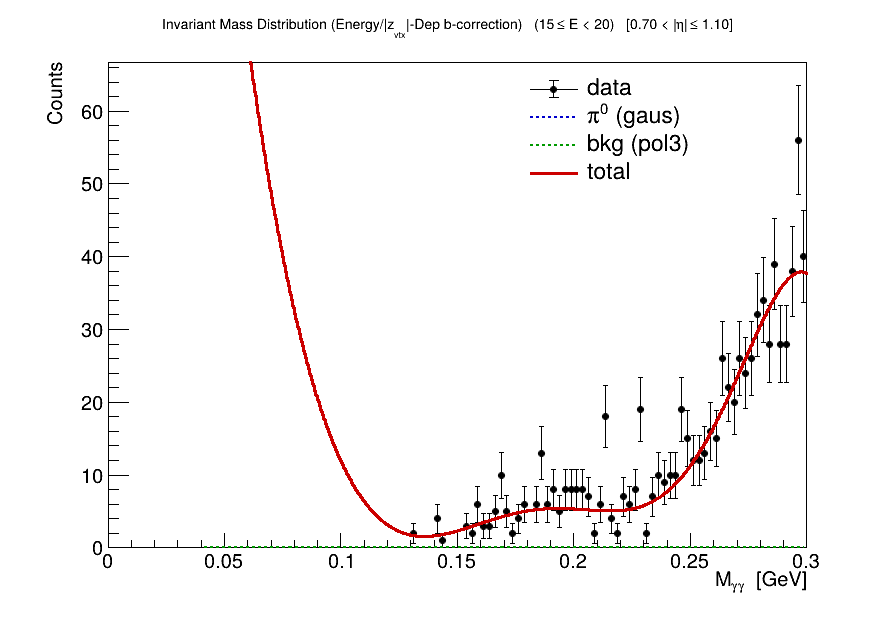 Invariant Mass Distribution (Energy/|z_vtx|-Dep b-correction) (15 ≤ E < 20) [0.70 < |η| ≤ 1.10]
Counts
data
π⁰ (gaus)
bkg (pol3)
total
60
50
40
30
20
10
0
0 0.05 0.1 0.15 0.2 0.25 0.3
M_γγ [GeV]